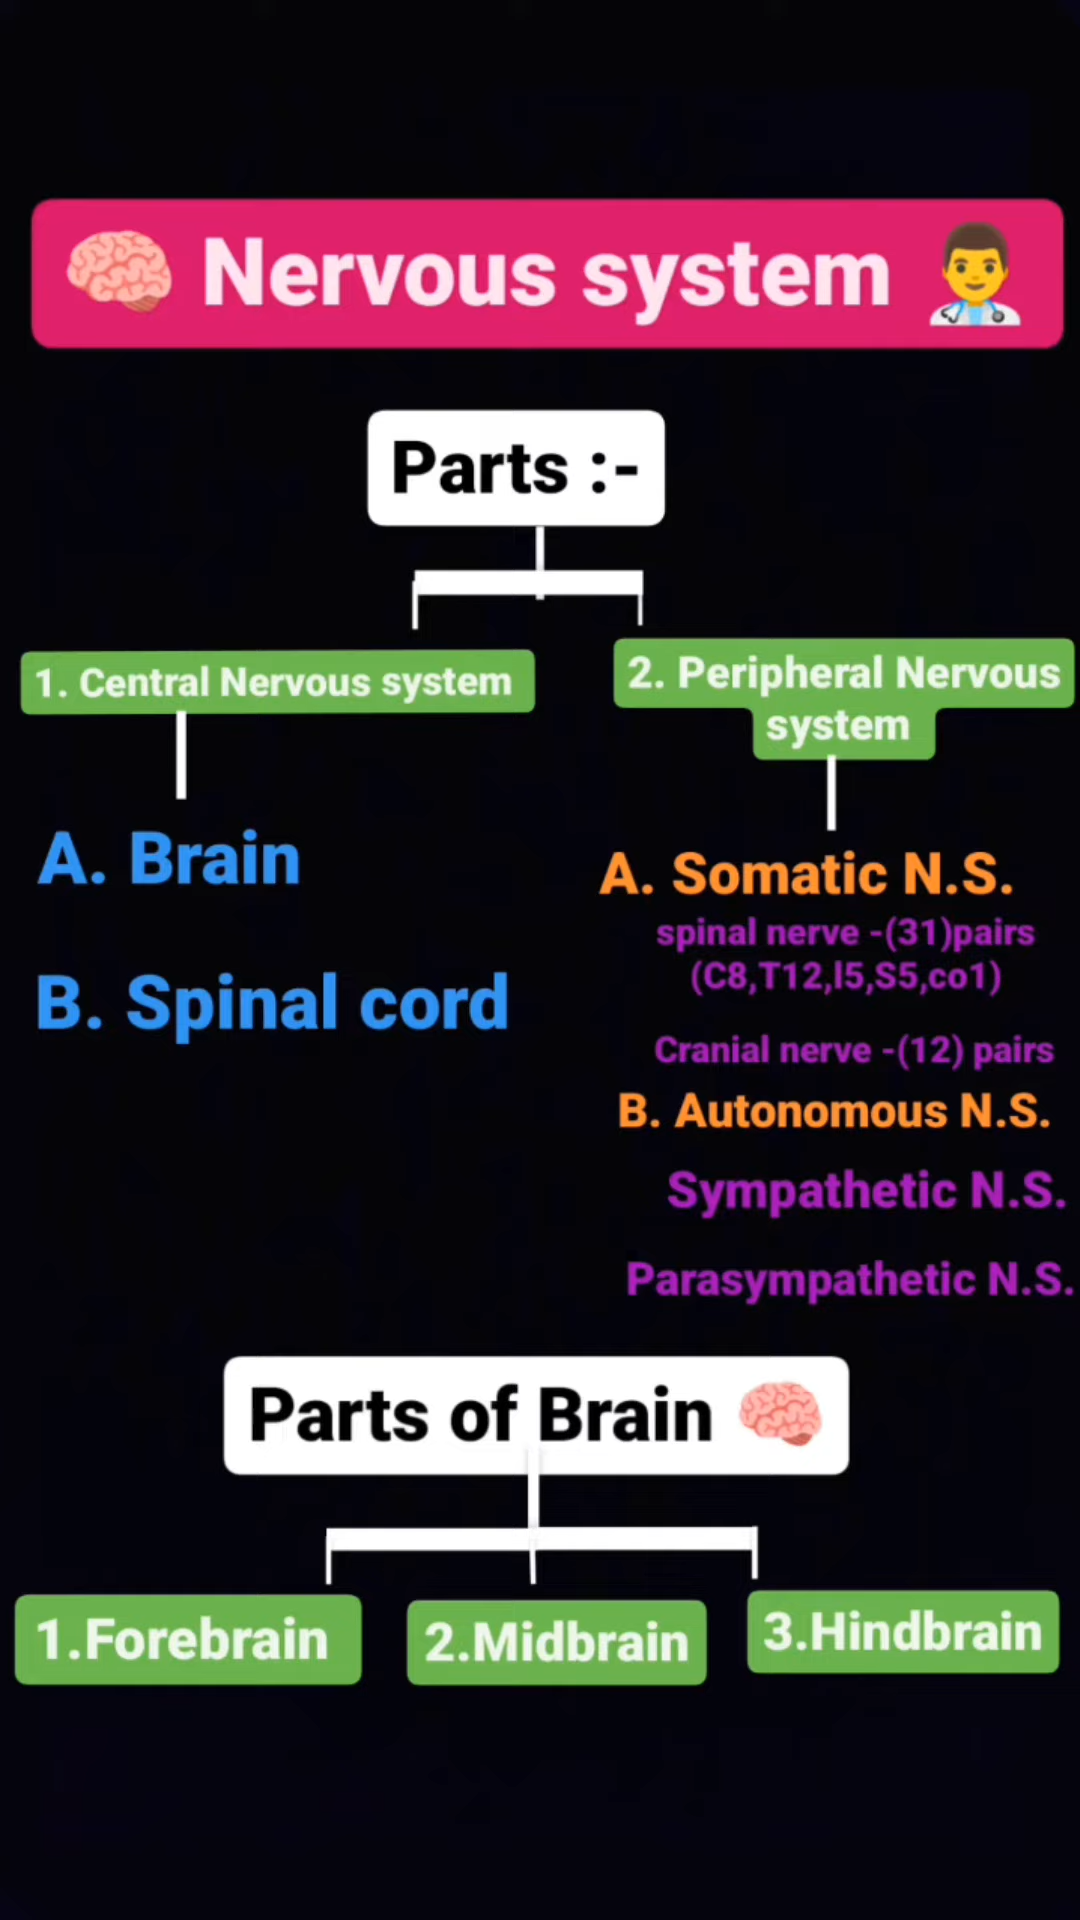 Nervous system
Parts :-
1. Central Nervous system
A. Brain
B. Spinal cord
2. Peripheral Nervous
system
A. Somatic N.S.
spinal nerve -(31)pairs
(C8,T12,l5,S5,co1)
Cranial nerve -(12) pairs
B. Autonomous N.S.
Sympathetic N.S.
Parasympathetic N.S.
Parts of Brain
1.Forebrain
2.Midbrain
3.Hindbrain